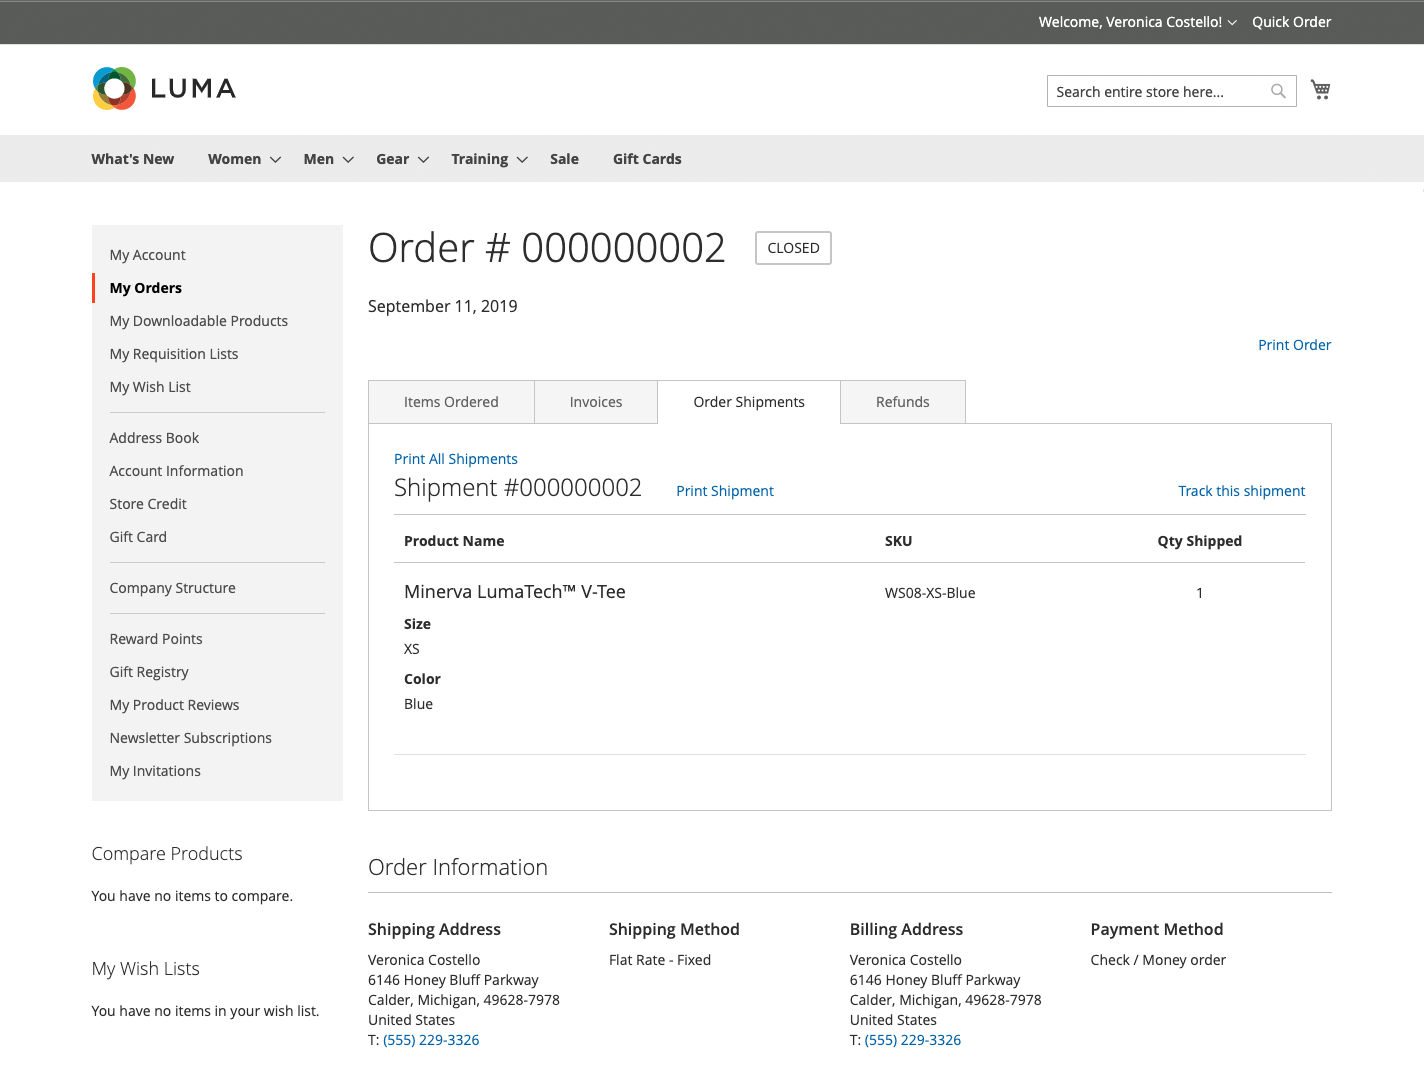 Welcome, Veronica Costello! Quick Order
LUMA
Search entire store here...
What's New Women Men Gear Training Sale Gift Cards
My Account
My Orders
My Downloadable Products
My Requisition Lists
My Wish List
Address Book
Account Information
Store Credit
Gift Card
Company Structure
Reward Points
Gift Registry
My Product Reviews
Newsletter Subscriptions
My Invitations
Compare Products
You have no items to compare.
My Wish Lists
You have no items in your wish list.
Order # 000000002 CLOSED
September 11, 2019
Print Order
Items Ordered Invoices Order Shipments Refunds
Print All Shipments
Shipment #000000002 Print Shipment Track this shipment
Product Name SKU Qty Shipped
Minerva LumaTech™ V-Tee WS08-XS-Blue 1
Size
XS
Color
Blue
Order Information
Shipping Address
Veronica Costello
6146 Honey Bluff Parkway
Calder, Michigan, 49628-7978
United States
T: (555) 229-3326
Shipping Method
Flat Rate - Fixed
Billing Address
Veronica Costello
6146 Honey Bluff Parkway
Calder, Michigan, 49628-7978
United States
T: (555) 229-3326
Payment Method
Check / Money order